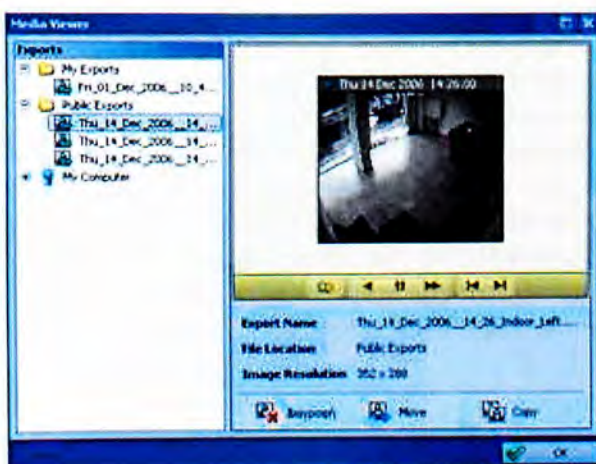 Media Viewer
Exports
My Exports
Fri_01_Dec_2006__10_4...
Public Exports
Thu_14_Dec_2006__14_...
Thu_14_Dec_2006__14_...
Thu_14_Dec_2006__14_...
My Computer
Thu 14 Dec 2006 14:26:00
Export Name Thu_14_Dec_2006__14_26_Indoor_Left....
File Location Public Exports
Image Resolution 352 x 288
Move
Copy
OK